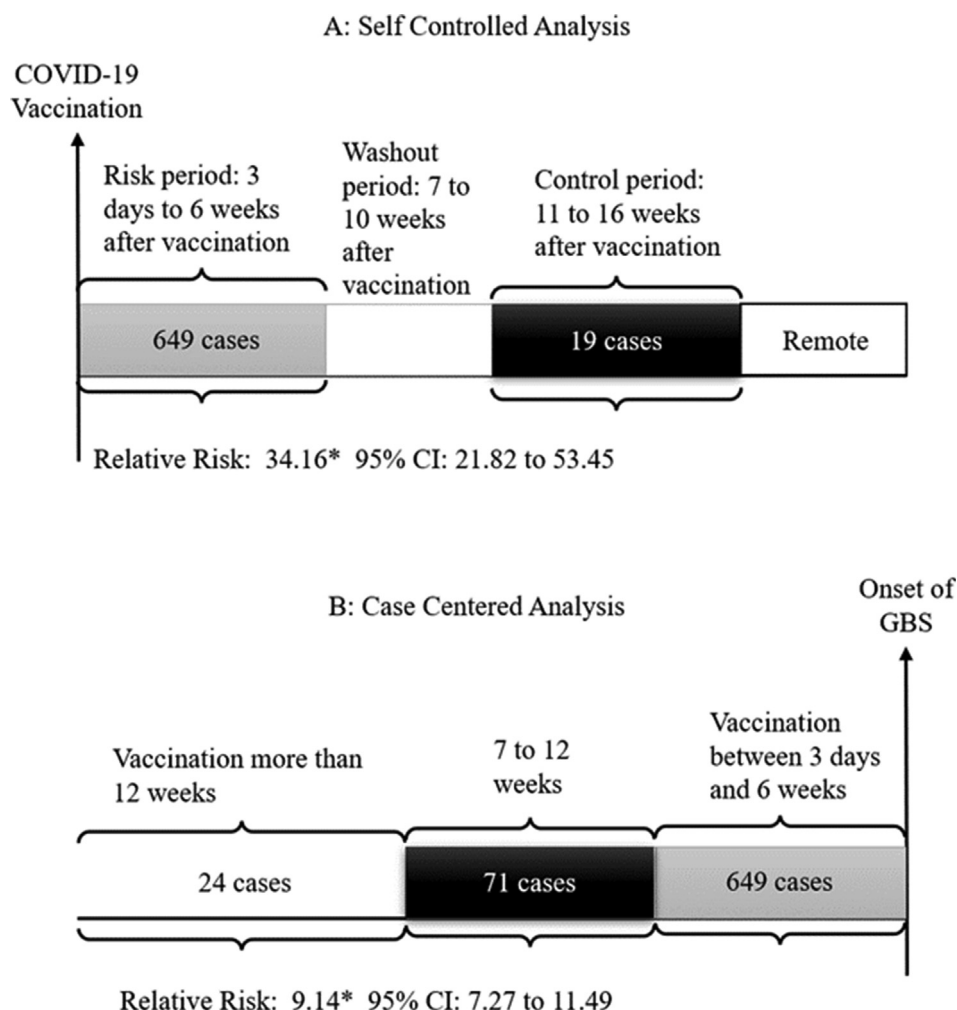 A: Self Controlled Analysis
COVID-19
Vaccination
Risk period: 3
days to 6 weeks
after vaccination
Washout
period: 7 to
10 weeks
after
vaccination
Control period:
11 to 16 weeks
after vaccination
649 cases
19 cases
Remote
Relative Risk: 34.16* 95% CI: 21.82 to 53.45
B: Case Centered Analysis
Onset of
GBS
Vaccination more than
12 weeks
7 to 12
weeks
Vaccination
between 3 days
and 6 weeks
24 cases
71 cases
649 cases
Relative Risk: 9.14* 95% CI: 7.27 to 11.49